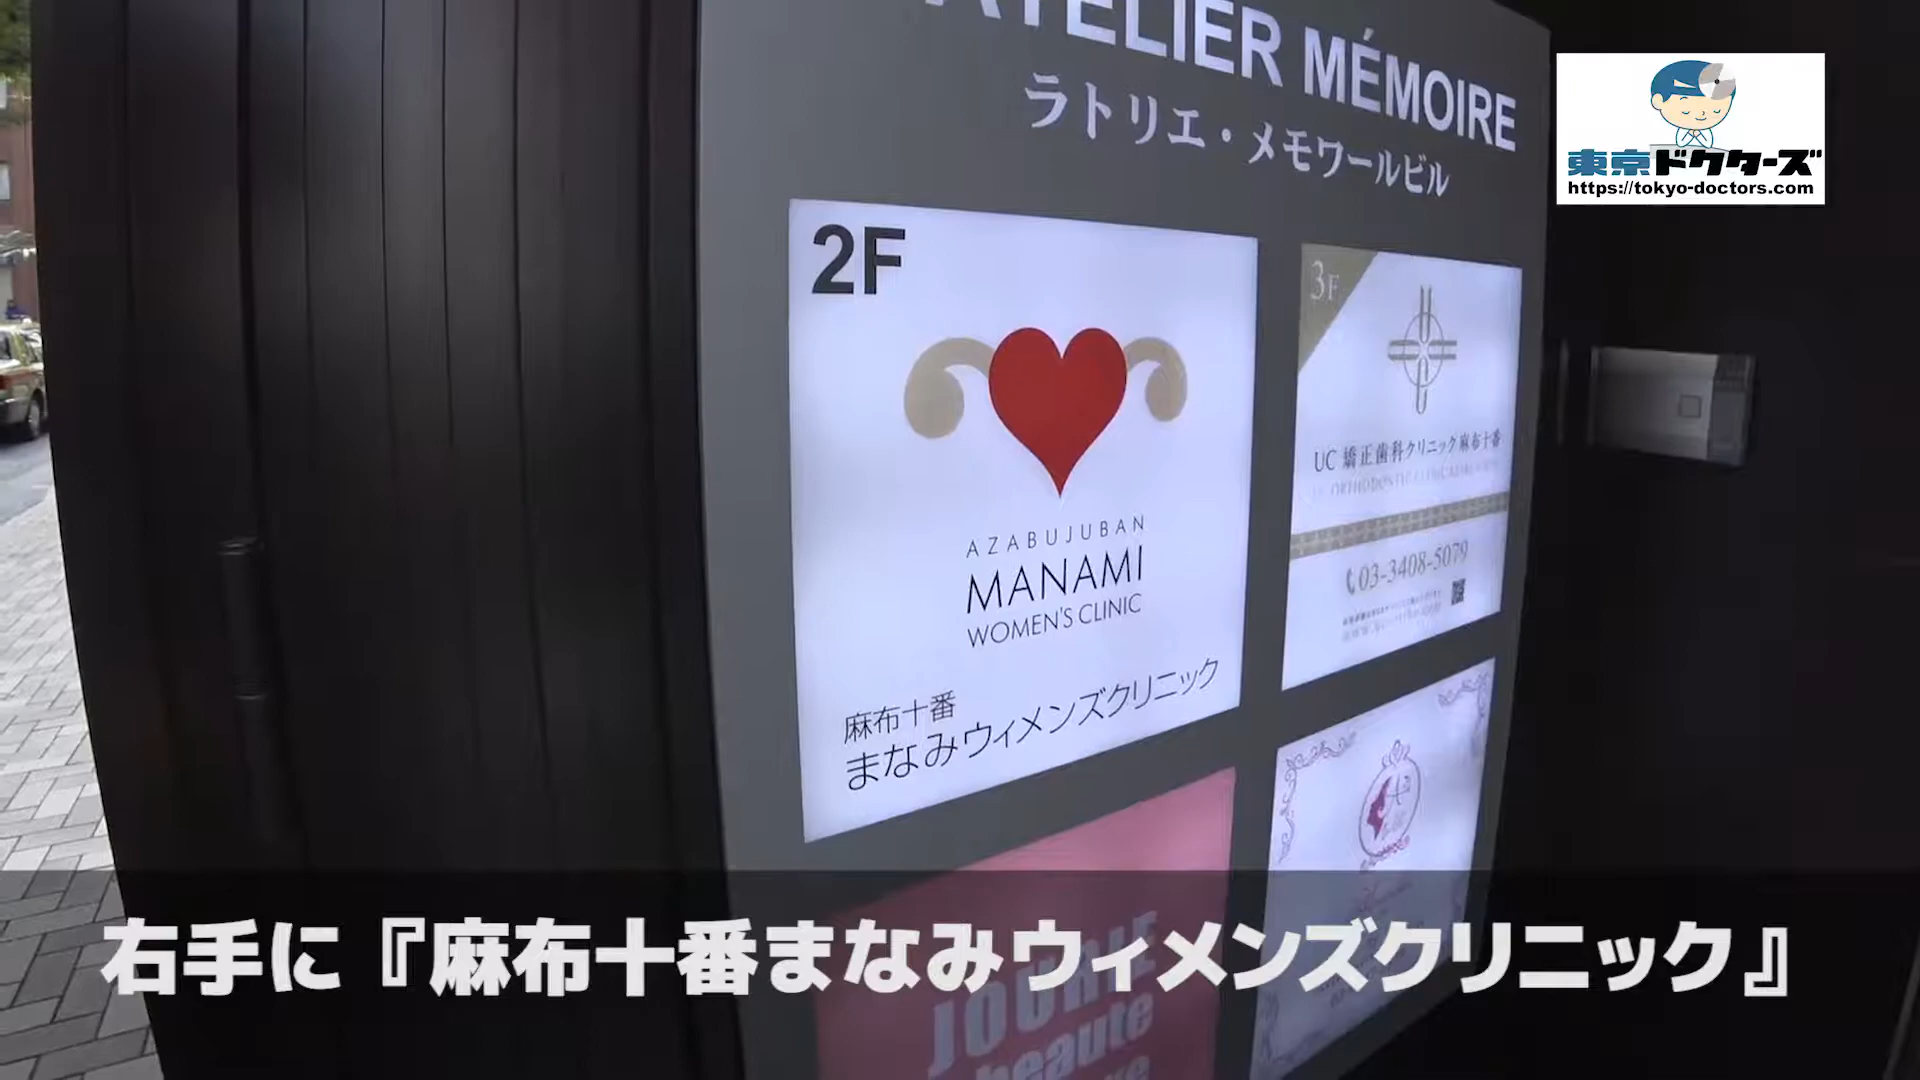 ATELIER MÉMOIRE
ラトリエ・メモワールビル
東京ドクターズ
https://tokyo-doctors.com
2F
AZABUJUBAN
MANAMI
WOMEN'S CLINIC
麻布十番
まなみウィメンズクリニック
3F
UC 矯正歯科クリニック麻布十番
03-3408-5079
beaute
右手に『麻布十番まなみウィメンズクリニック』